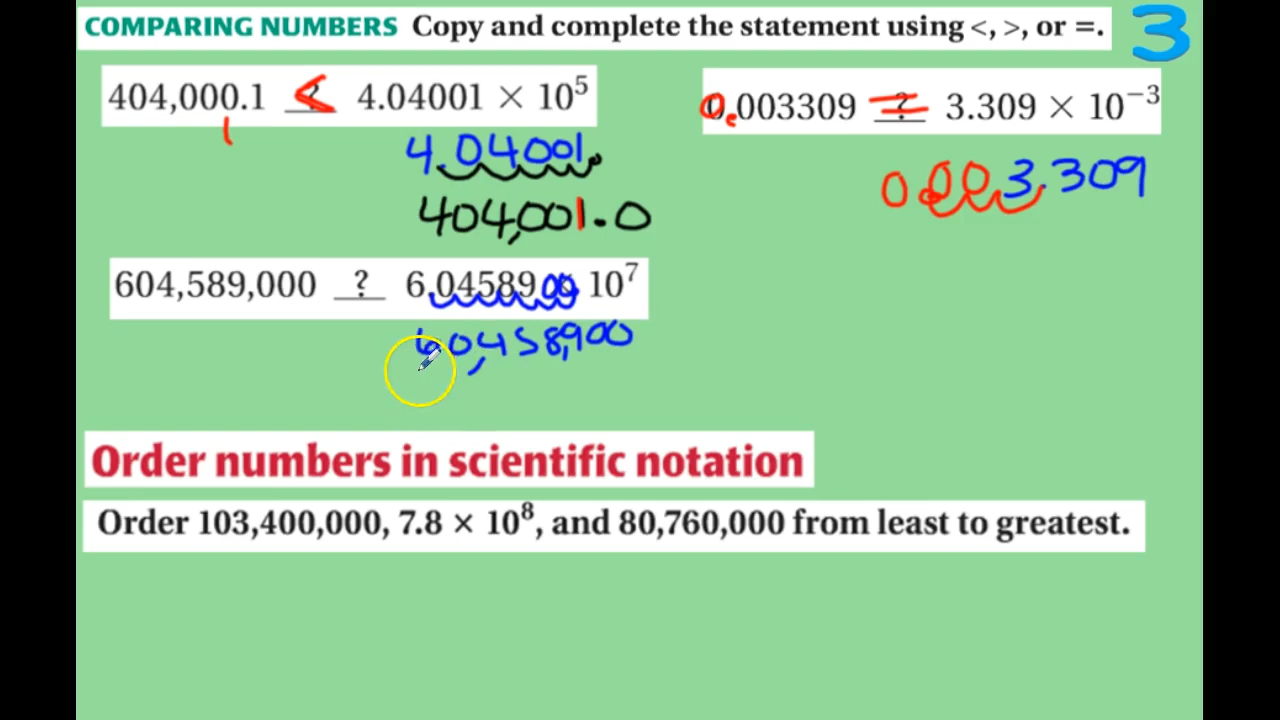 COMPARING NUMBERS Copy and complete the statement using <, >, or =. 3
404,000.1 < 4.04001 × 10⁵
1
4.04001.
404,001.0
0.003309 = 3.309 × 10⁻³
0.003.309
604,589,000 ? 6.0458900 10⁷
60,458,900
Order numbers in scientific notation
Order 103,400,000, 7.8 × 10⁸, and 80,760,000 from least to greatest.